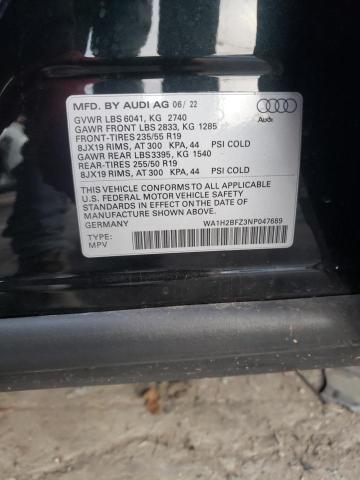 MFD. BY AUDI AG 06/ 22
GVWR LBS 6041, KG 2740
GAWR FRONT LBS 2833, KG 1285
FRONT-TIRES 235/55 R19
8JX19 RIMS, AT 300 KPA, 44 PSI COLD
GAWR REAR LBS3395, KG 1540
REAR-TIRES 255/50 R19
8JX19 RIMS, AT 300 KPA, 44 PSI COLD
THIS VEHICLE CONFORMS TO ALL APPLICABLE
U.S. FEDERAL MOTOR VEHICLE SAFETY
STANDARDS IN EFFECT ON THE DATE OF
MANUFACTURE SHOWN ABOVE.
GERMANY WA1H2BFZ3NP047689
TYPE:
MPV
Audi